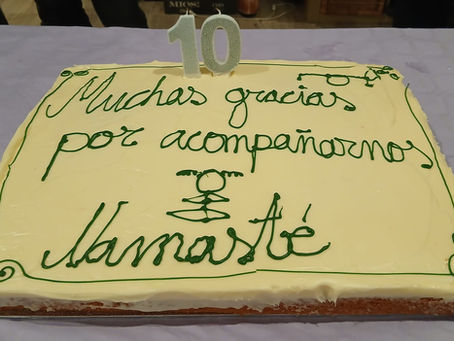 10
Muchas gracias
por acompañarnos
Namasté